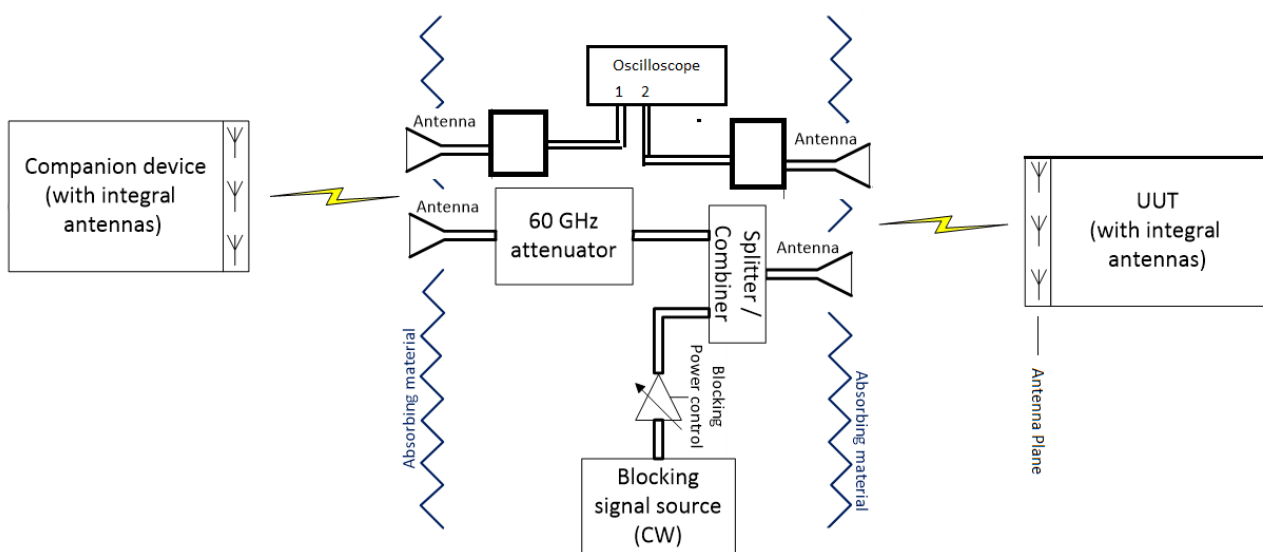 Oscilloscope
1 2
Antenna
Antenna
Companion device
(with integral
antennas)
Antenna
60 GHz
attenuator
Splitter /
Combiner
Antenna
UUT
(with integral
antennas)
Absorbing material
Blocking
Power control
Absorbing material
Antenna Plane
Blocking
signal source
(CW)